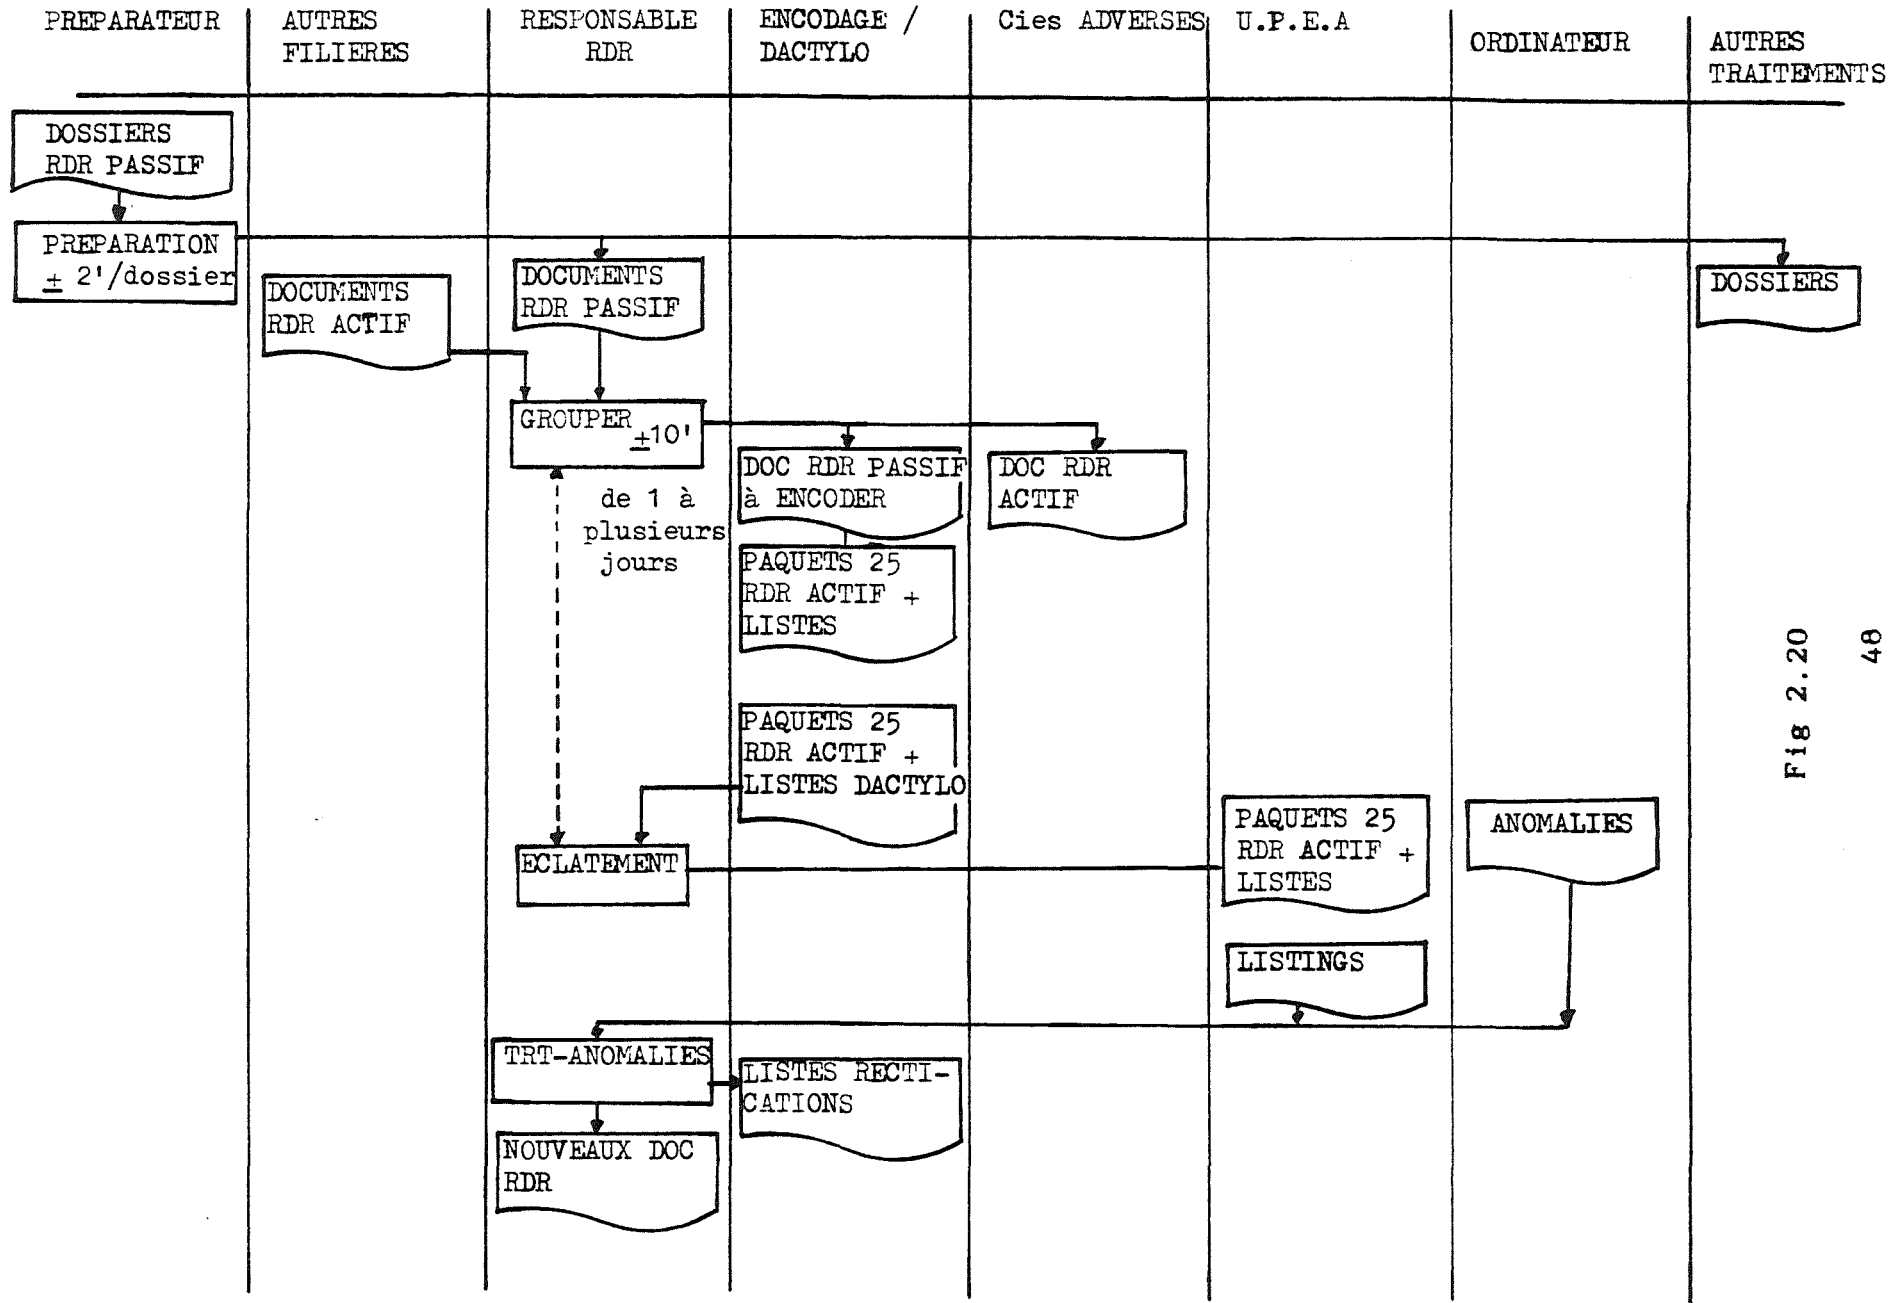 PREPARATEUR
AUTRES
FILIERES
RESPONSABLE
RDR
ENCODAGE /
DACTYLO
Cies ADVERSES
U.P.E.A
ORDINATEUR
AUTRES
TRAITEMENTS
DOSSIERS
RDR PASSIF
PREPARATION
± 2'/dossier
DOCUMENTS
RDR ACTIF
DOCUMENTS
RDR PASSIF
DOSSIERS
GROUPER
±10'
de 1 à
plusieurs
jours
DOC RDR PASSIF
à ENCODER
DOC RDR
ACTIF
PAQUETS 25
RDR ACTIF +
LISTES
PAQUETS 25
RDR ACTIF +
LISTES DACTYLO
ECLATEMENT
PAQUETS 25
RDR ACTIF +
LISTES
ANOMALIES
LISTINGS
TRT-ANOMALIES
LISTES RECTI-
CATIONS
NOUVEAUX DOC
RDR
Fig 2.20
48